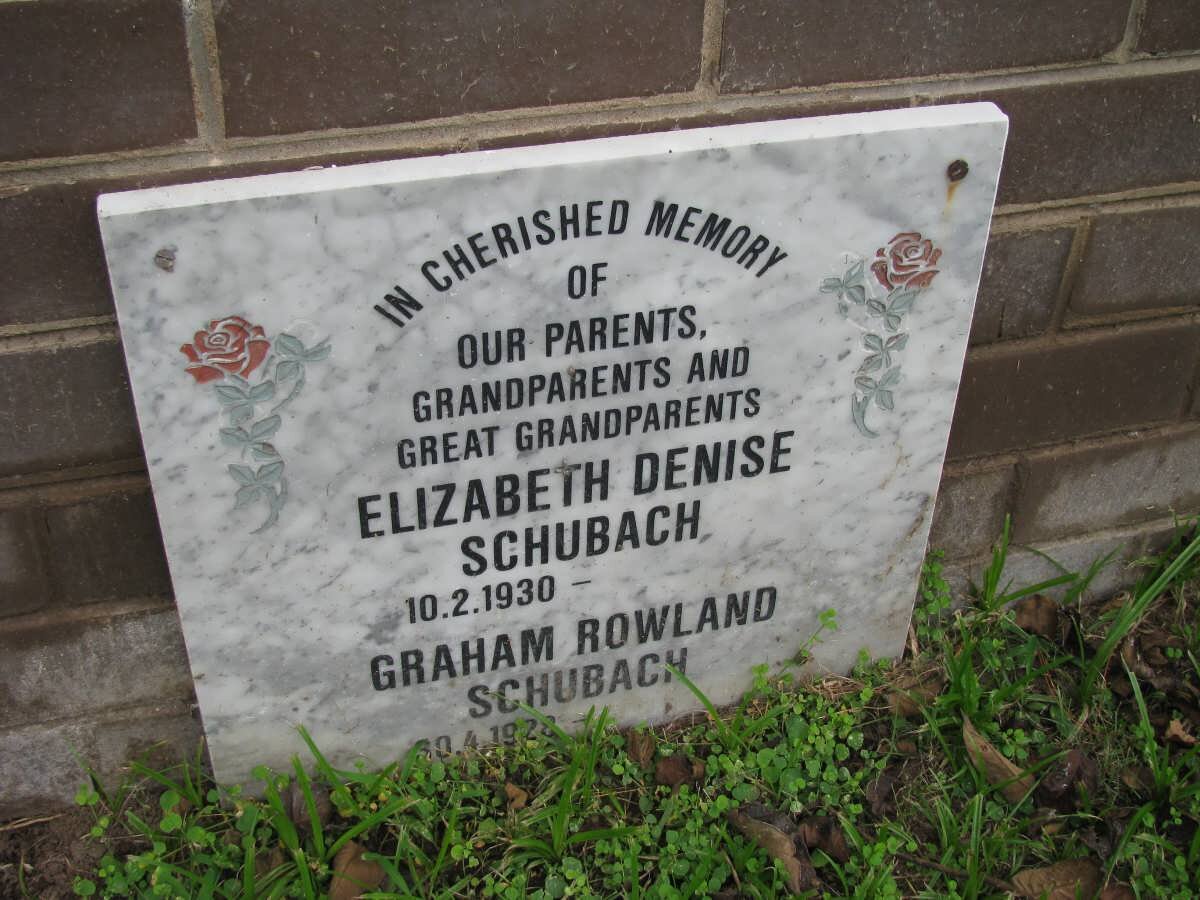 IN CHERISHED MEMORY
OF
OUR PARENTS,
GRANDPARENTS AND
GREAT GRANDPARENTS
ELIZABETH DENISE
SCHUBACH
10.2.1930 –
GRAHAM ROWLAND
SCHUBACH